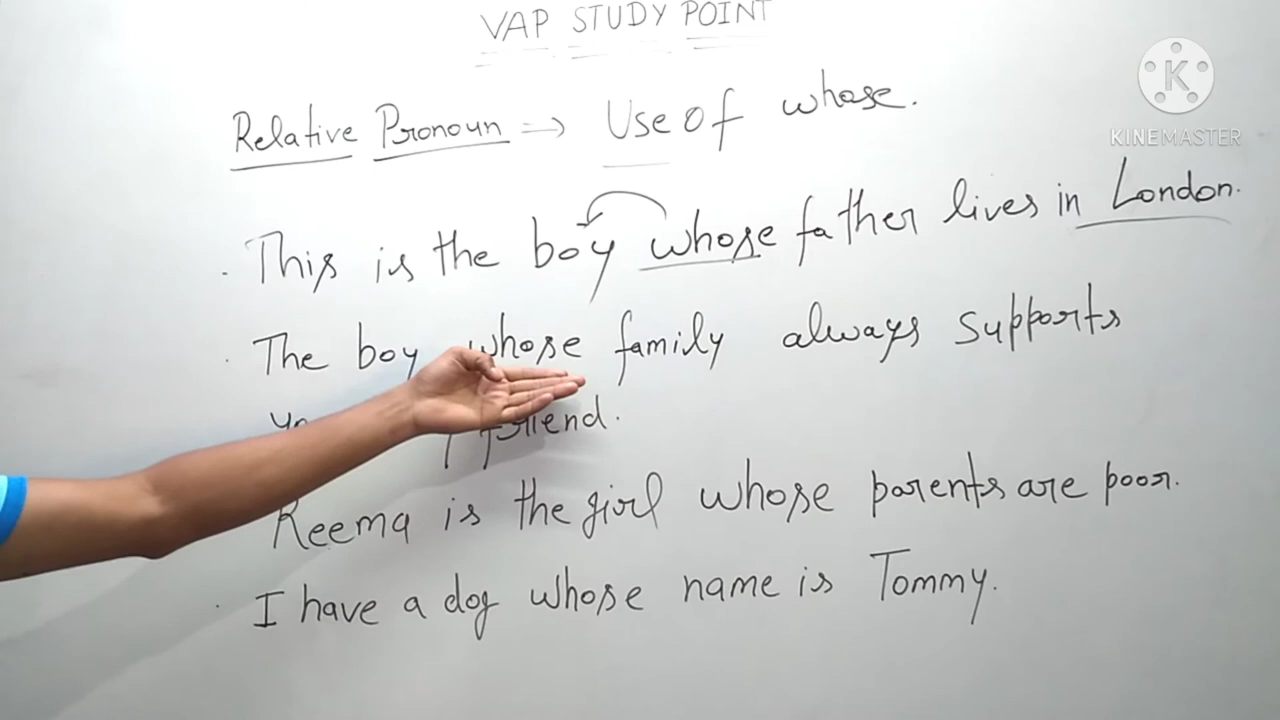 VAP STUDY POINT
K
KINEMASTER
Relative Pronoun => Use of whose.
. This is the boy whose father lives in London.
. The boy whose family always supports
friend.
Reema is the girl whose parents are poor.
. I have a dog whose name is Tommy.